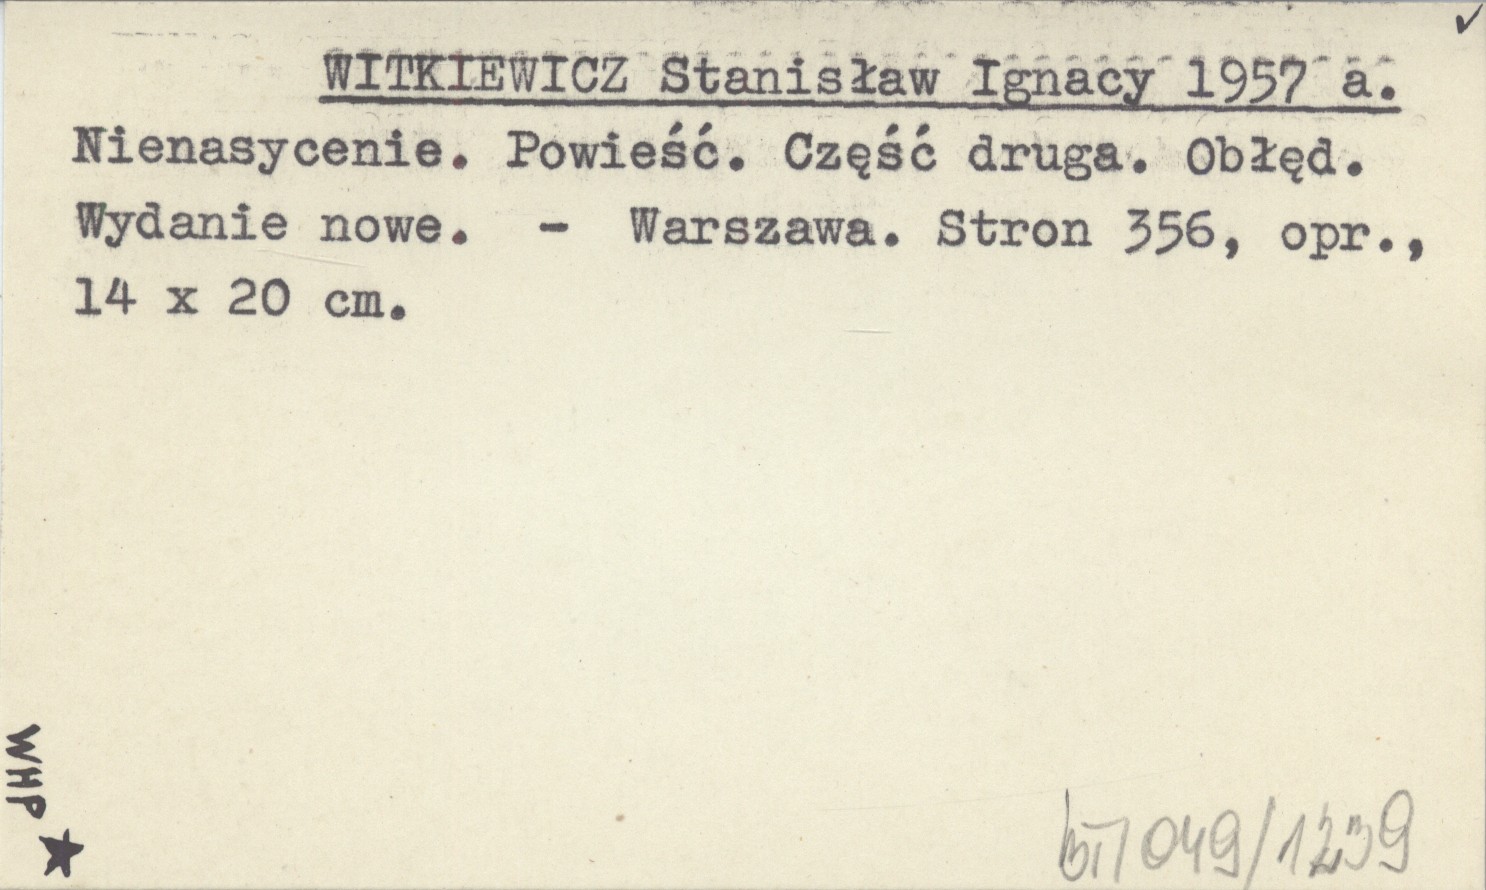 WITKIEWICZ Stanisław Ignacy 1957 a.
Nienasycenie. Powieść. Część druga. Obłęd.
Wydanie nowe. - Warszawa. Stron 356, opr.,
14 x 20 cm.
WHP
049/1239